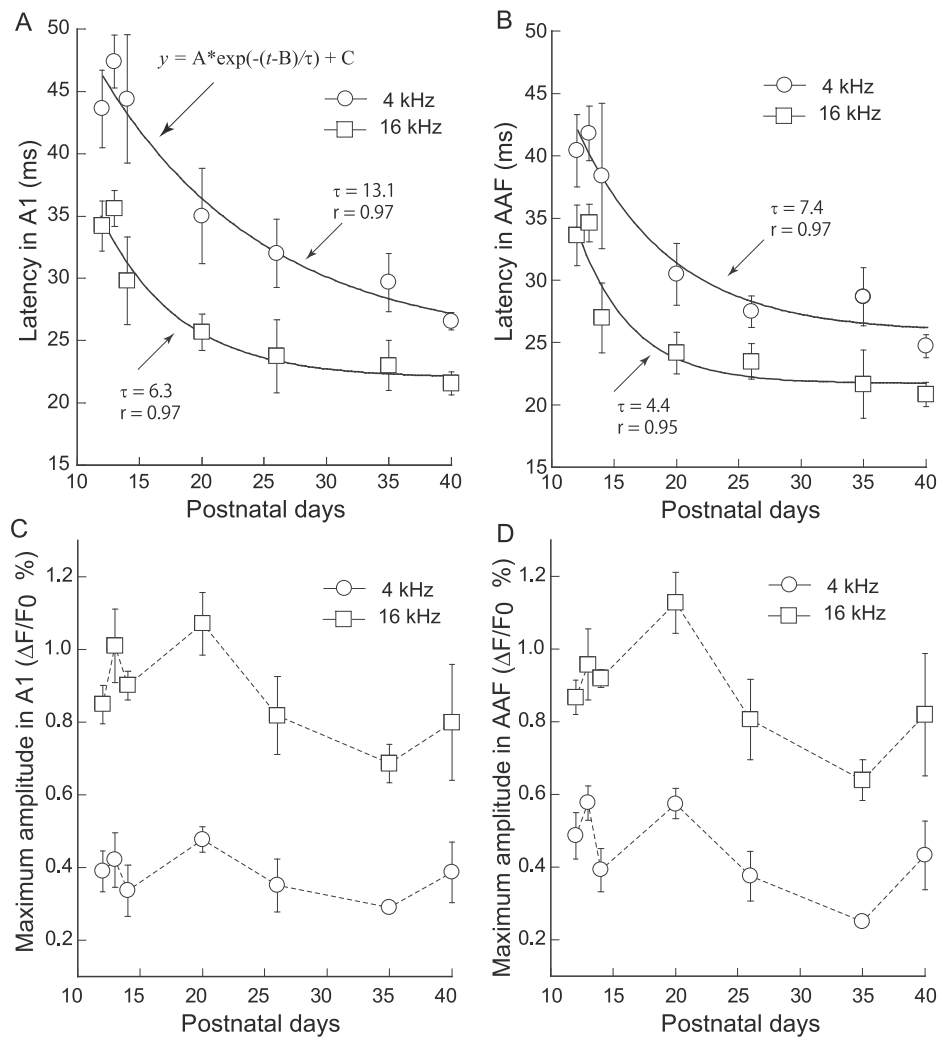 A
Latency in A1 (ms)
50
45
40
35
30
25
20
15
y = A*exp(-(t-B)/τ) + C
4 kHz
16 kHz
τ = 13.1
r = 0.97
τ = 6.3
r = 0.97
10 15 20 25 30 35 40
Postnatal days
B
Latency in AAF (ms)
50
45
40
35
30
25
20
15
4 kHz
16 kHz
τ = 7.4
r = 0.97
τ = 4.4
r = 0.95
10 15 20 25 30 35 40
Postnatal days
C
Maximum amplitude in A1 (ΔF/F0 %)
1.2
1.0
0.8
0.6
0.4
0.2
4 kHz
16 kHz
10 15 20 25 30 35 40
Postnatal days
D
Maximum amplitude in AAF (ΔF/F0 %)
1.2
1.0
0.8
0.6
0.4
0.2
4 kHz
16 kHz
10 15 20 25 30 35 40
Postnatal days